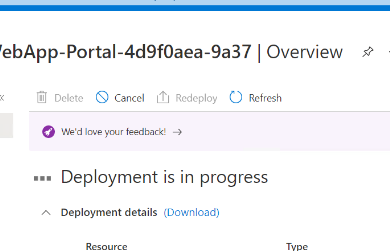 WebApp-Portal-4d9f0aea-9a37 | Overview
Delete Cancel Redeploy Refresh
We'd love your feedback! →
Deployment is in progress
Deployment details (Download)
Resource Type